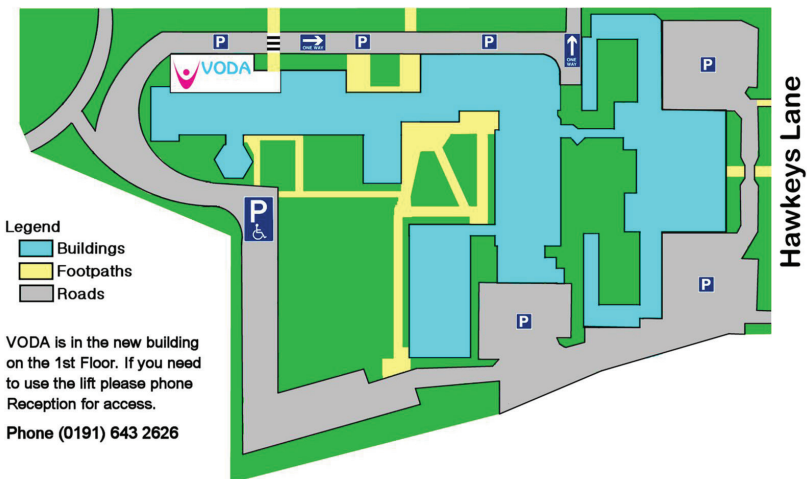 P
ONE WAY
P
P
ONE WAY
P
VODA
P
Hawkeys Lane
Legend
Buildings
Footpaths
Roads
P
P
VODA is in the new building
on the 1st Floor. If you need
to use the lift please phone
Reception for access.
Phone (0191) 643 2626